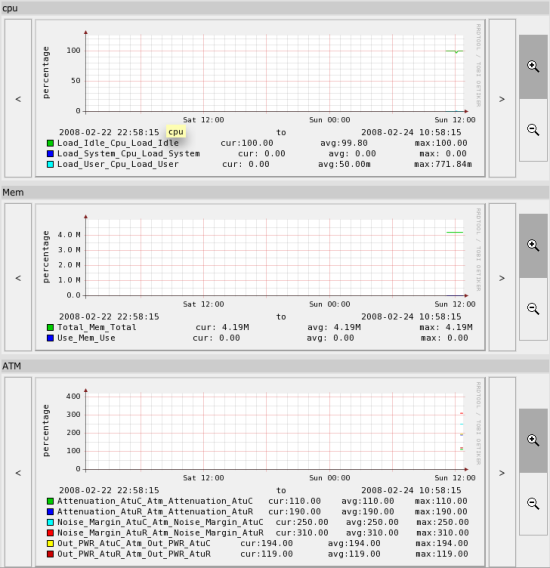 cpu
percentage
100
50
0
Sat 12:00 Sun 00:00 Sun 12:00
RRDTOOL / TOBI OETIKER
< >
2008-02-22 22:58:15 to 2008-02-24 10:58:15
cpu
Load_Idle_Cpu_Load_Idle cur:100.00 avg:99.80 max:100.00
Load_System_Cpu_Load_System cur: 0.00 avg: 0.00 max: 0.00
Load_User_Cpu_Load_User cur: 0.00 avg:50.00m max:771.84m
Mem
percentage
4.0 M
3.0 M
2.0 M
1.0 M
0.0
Sat 12:00 Sun 00:00 Sun 12:00
RRDTOOL / TOBI OETIKER
< >
2008-02-22 22:58:15 to 2008-02-24 10:58:15
Total_Mem_Total cur: 4.19M avg: 4.19M max: 4.19M
Use_Mem_Use cur: 0.00 avg: 0.00 max: 0.00
ATM
percentage
400
300
200
100
0
Sat 12:00 Sun 00:00 Sun 12:00
RRDTOOL / TOBI OETIKER
< >
2008-02-22 22:58:15 to 2008-02-24 10:58:15
Attenuation_AtuC_Atm_Attenuation_AtuC cur:110.00 avg:110.00 max:110.00
Attenuation_AtuR_Atm_Attenuation_AtuR cur:190.00 avg:190.00 max:190.00
Noise_Margin_AtuC_Atm_Noise_Margin_AtuC cur:250.00 avg:250.00 max:250.00
Noise_Margin_AtuR_Atm_Noise_Margin_AtuR cur:310.00 avg:310.00 max:310.00
Out_PWR_AtuC_Atm_Out_PWR_AtuC cur:194.00 avg:194.00 max:194.00
Out_PWR_AtuR_Atm_Out_PWR_AtuR cur:119.00 avg:119.00 max:119.00